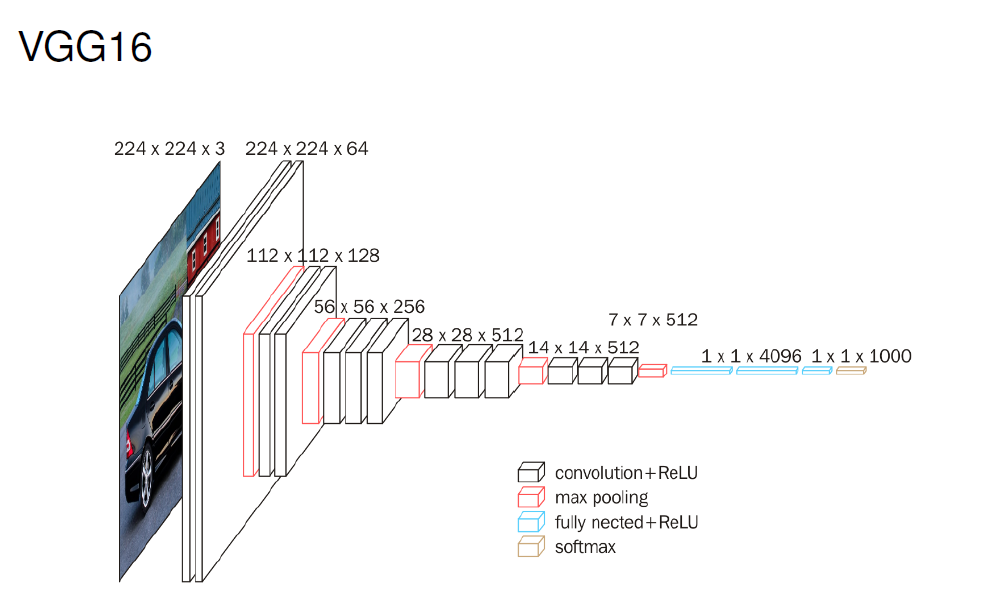 VGG16
224 x 224 x 3
224 x 224 x 64
112 x 112 x 128
56 x 56 x 256
28 x 28 x 512
14 x 14 x 512
7 x 7 x 512
1 x 1 x 4096
1 x 1 x 1000
convolution+ReLU
max pooling
fully nected+ReLU
softmax